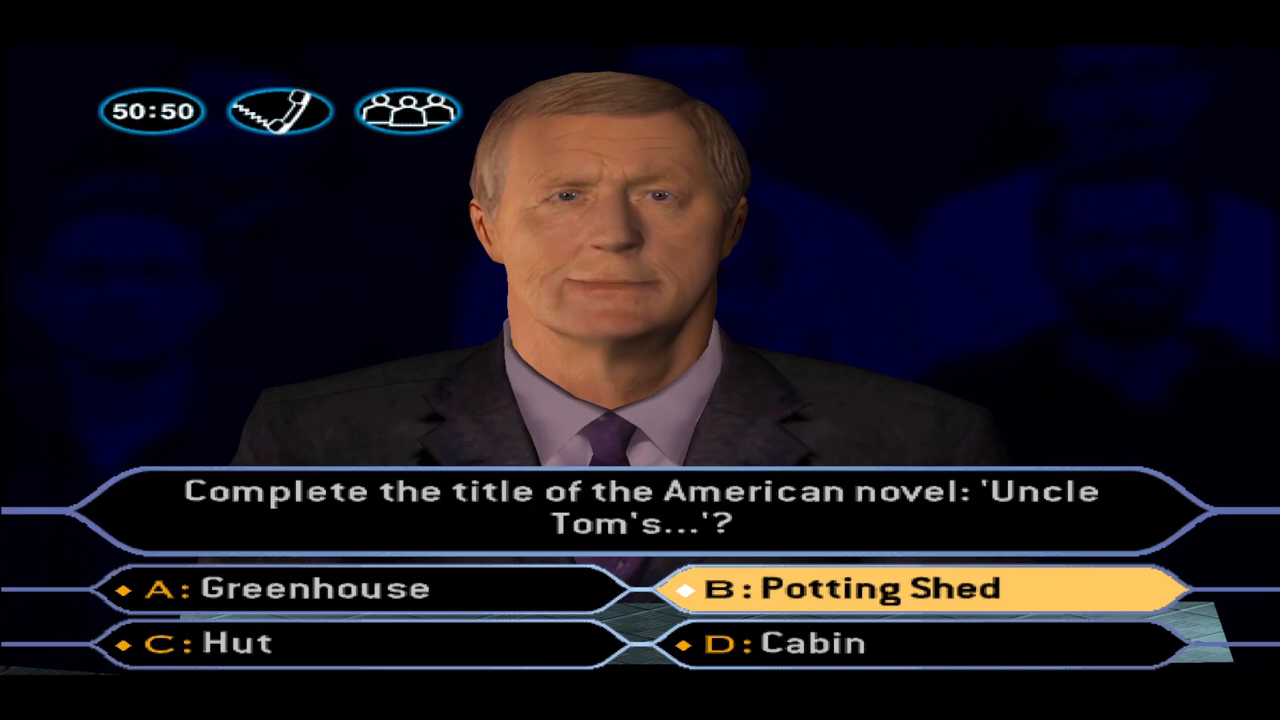 50:50
Complete the title of the American novel: 'Uncle
Tom's...'?
A: Greenhouse
B: Potting Shed
C: Hut
D: Cabin